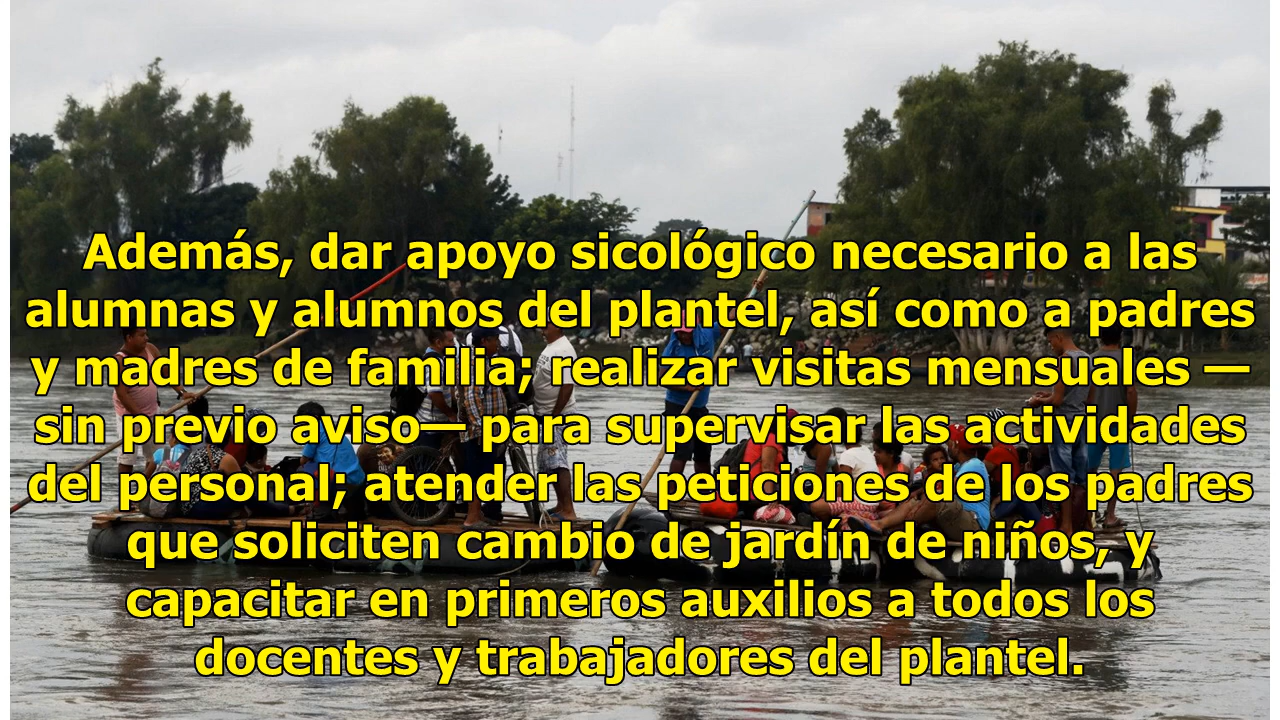 Además, dar apoyo sicológico necesario a las
alumnas y alumnos del plantel, así como a padres
y madres de familia; realizar visitas mensuales —
sin previo aviso— para supervisar las actividades
del personal; atender las peticiones de los padres
que soliciten cambio de jardín de niños, y
capacitar en primeros auxilios a todos los
docentes y trabajadores del plantel.